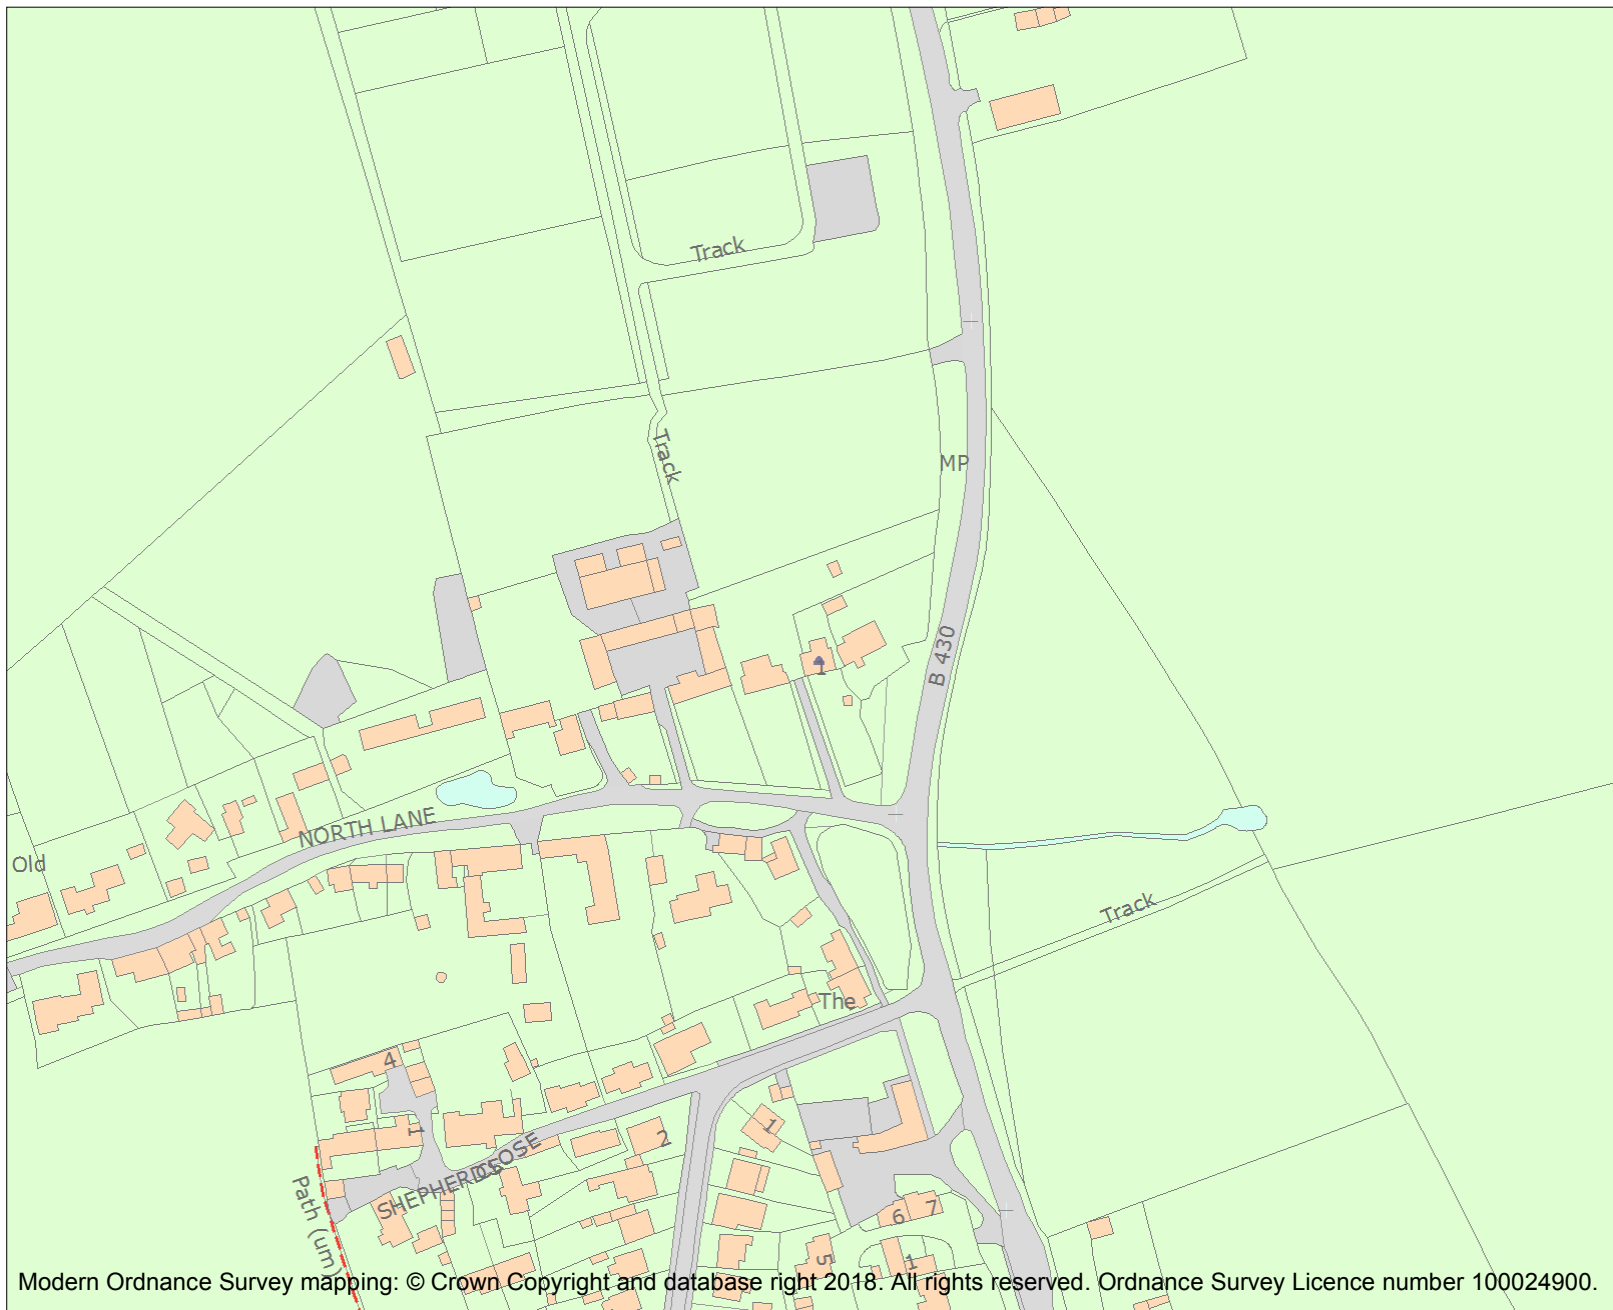 Track
Track
MP
B 430
1
NORTH LANE
Old
Track
The
4
1
2
1
SHEPHERDS
CLOSE
Path (um)
6
7
5
1
Modern Ordnance Survey mapping: © Crown Copyright and database right 2018. All rights reserved. Ordnance Survey Licence number 100024900.